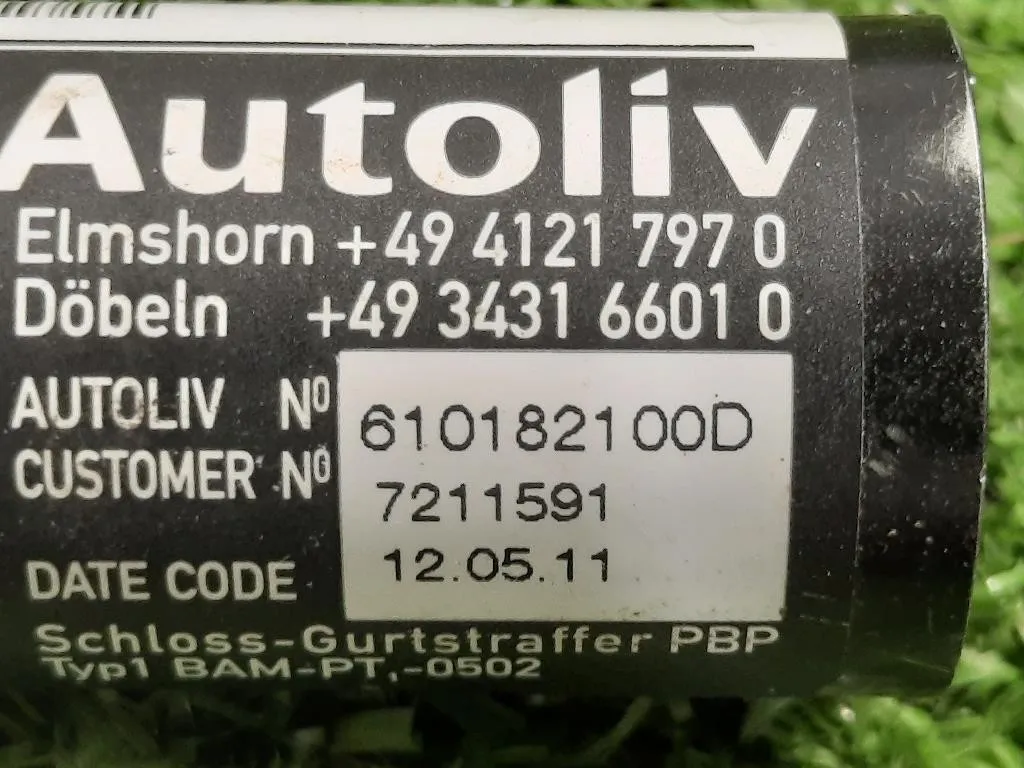 Autoliv
Elmshorn +49 4121 797 0
Döbeln +49 3431 6601 0
AUTOLIV Nº 610182100D
CUSTOMER Nº 7211591
DATE CODE 12.05.11
Schloss-Gurtstraffer PBP
Typ1 BAM-PT,-0502